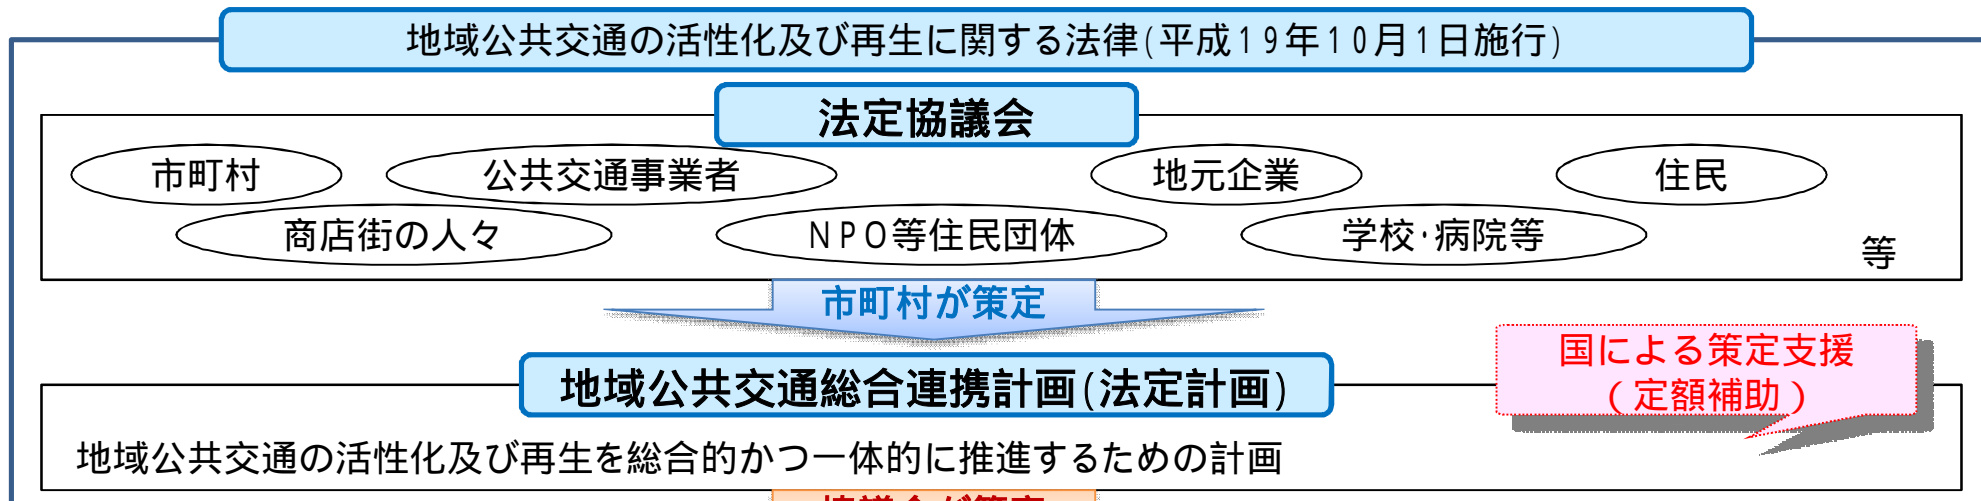 地域公共交通の活性化及び再生に関する法律(平成19年10月1日施行)
法定協議会
市町村 公共交通事業者 地元企業 住民
商店街の人々 NPO等住民団体 学校・病院等
等
市町村が策定
国による策定支援
(定額補助)
地域公共交通総合連携計画(法定計画)
地域公共交通の活性化及び再生を総合的かつ一体的に推進するための計画
協議会が策定